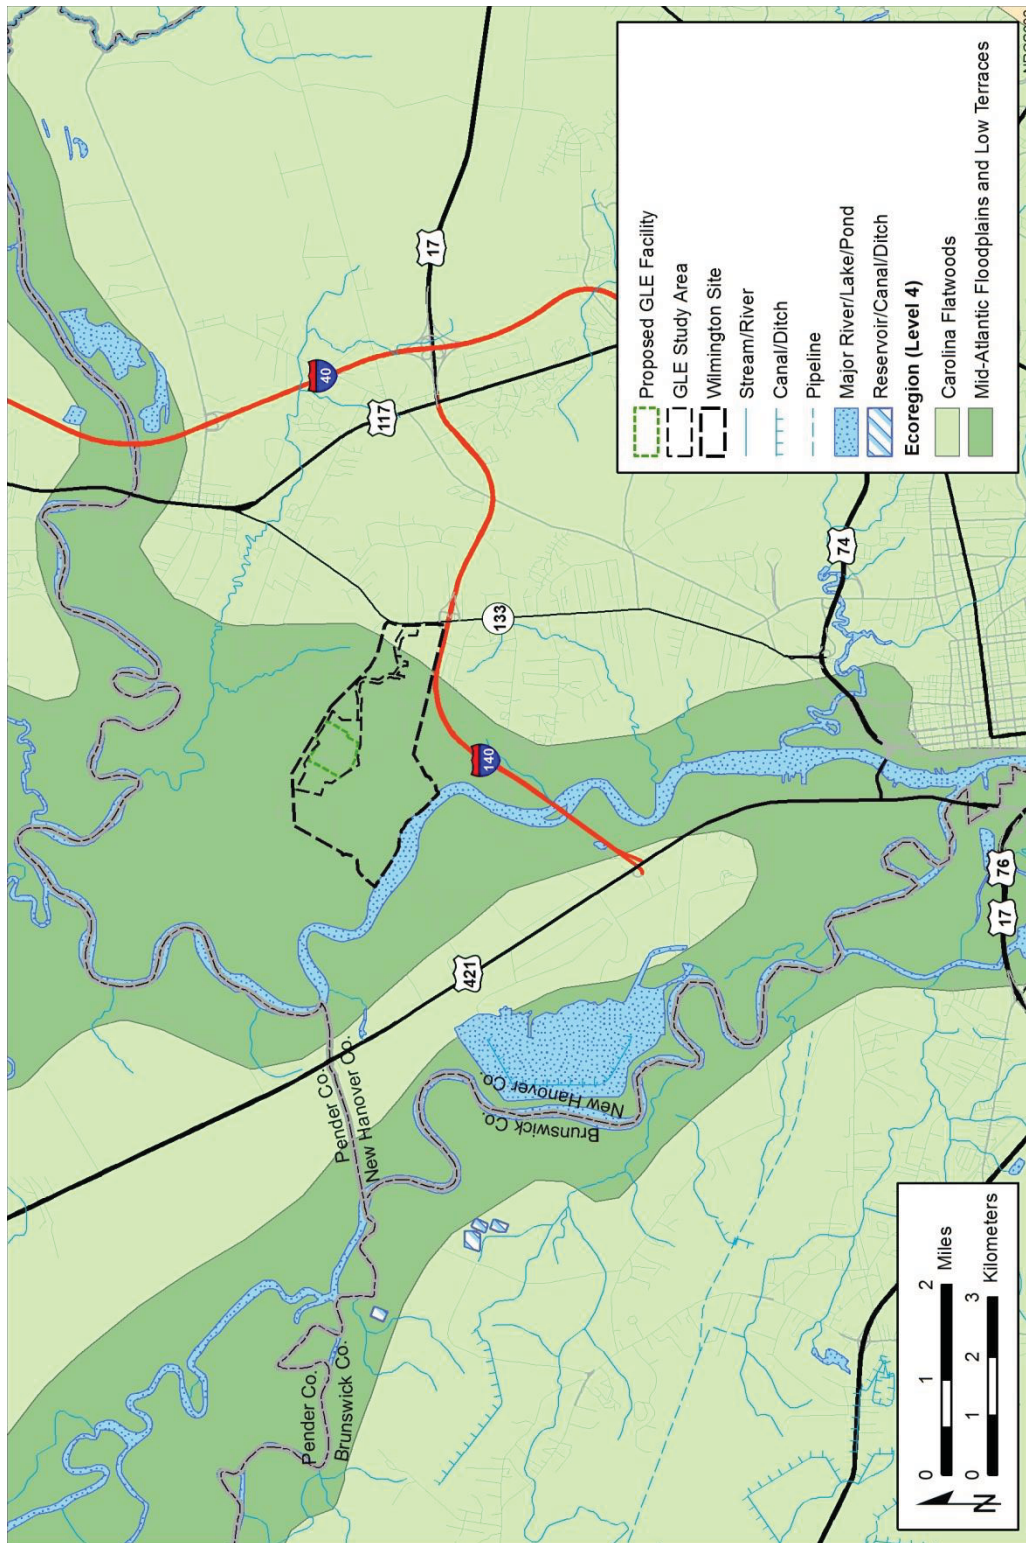 Pender Co.
Brunswick Co.
Pender Co.
New Hanover Co.
Brunswick Co.
New Hanover Co.
421
140
133
117
40
17
74
17
76
N
0 1 2
Miles
0 1 2 3
Kilometers
Proposed GLE Facility
GLE Study Area
Wilmington Site
Stream/River
Canal/Ditch
Pipeline
Major River/Lake/Pond
Reservoir/Canal/Ditch
Ecoregion (Level 4)
Carolina Flatwoods
Mid-Atlantic Floodplains and Low Terraces